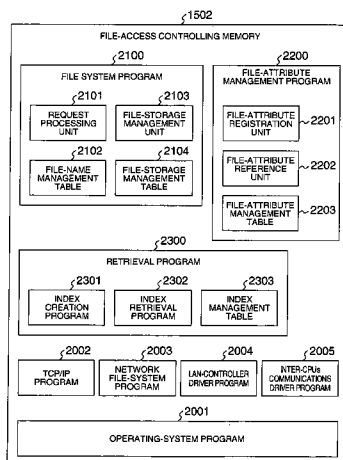 1502
FILE-ACCESS CONTROLLING MEMORY
2100
FILE SYSTEM PROGRAM
2101
REQUEST
PROCESSING
UNIT
2103
FILE-STORAGE
MANAGEMENT
UNIT
2102
FILE-NAME
MANAGEMENT
TABLE
2104
FILE-STORAGE
MANAGEMENT
TABLE
2200
FILE-ATTRIBUTE
MANAGEMENT PROGRAM
FILE-ATTRIBUTE
REGISTRATION
UNIT
2201
FILE-ATTRIBUTE
REFERENCE
UNIT
2202
FILE-ATTRIBUTE
MANAGEMENT
TABLE
2203
2300
RETRIEVAL PROGRAM
2301
INDEX
CREATION
PROGRAM
2302
INDEX
RETRIEVAL
PROGRAM
2303
INDEX
MANAGEMENT
TABLE
2002
TCP/IP
PROGRAM
2003
NETWORK
FILE-SYSTEM
PROGRAM
2004
LAN-CONTROLLER
DRIVER PROGRAM
2005
INTER-CPUs
COMMUNICATIONS
DRIVER PROGRAM
2001
OPERATING-SYSTEM PROGRAM